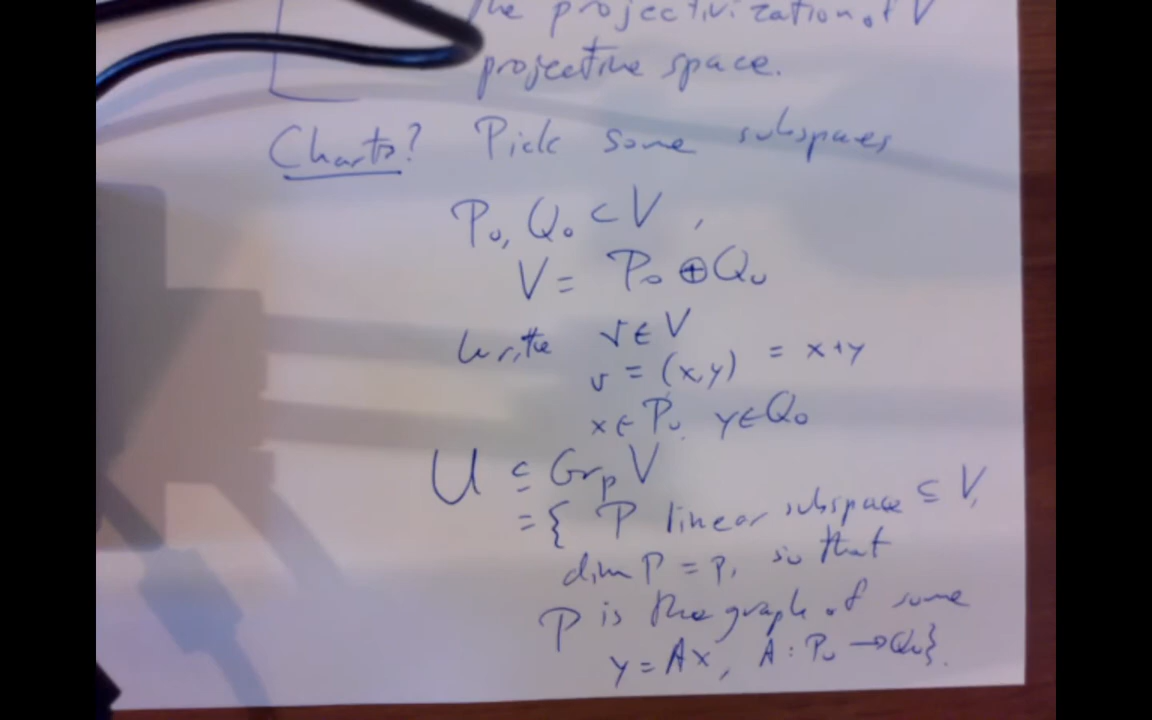 the projectivization of V
projective space.
Charts? Pick some subspaces
P₀, Q₀ ⊂ V,
V = P₀ ⊕ Q₀
Write v ∈ V
v = (x,y) = x+y
x ∈ P₀, y ∈ Q₀
U ⊆ Gr_p V
= { P linear subspace ⊆ V,
dim P = p, so that
P is the graph of some
y = Ax, A : P₀ → Q₀}.